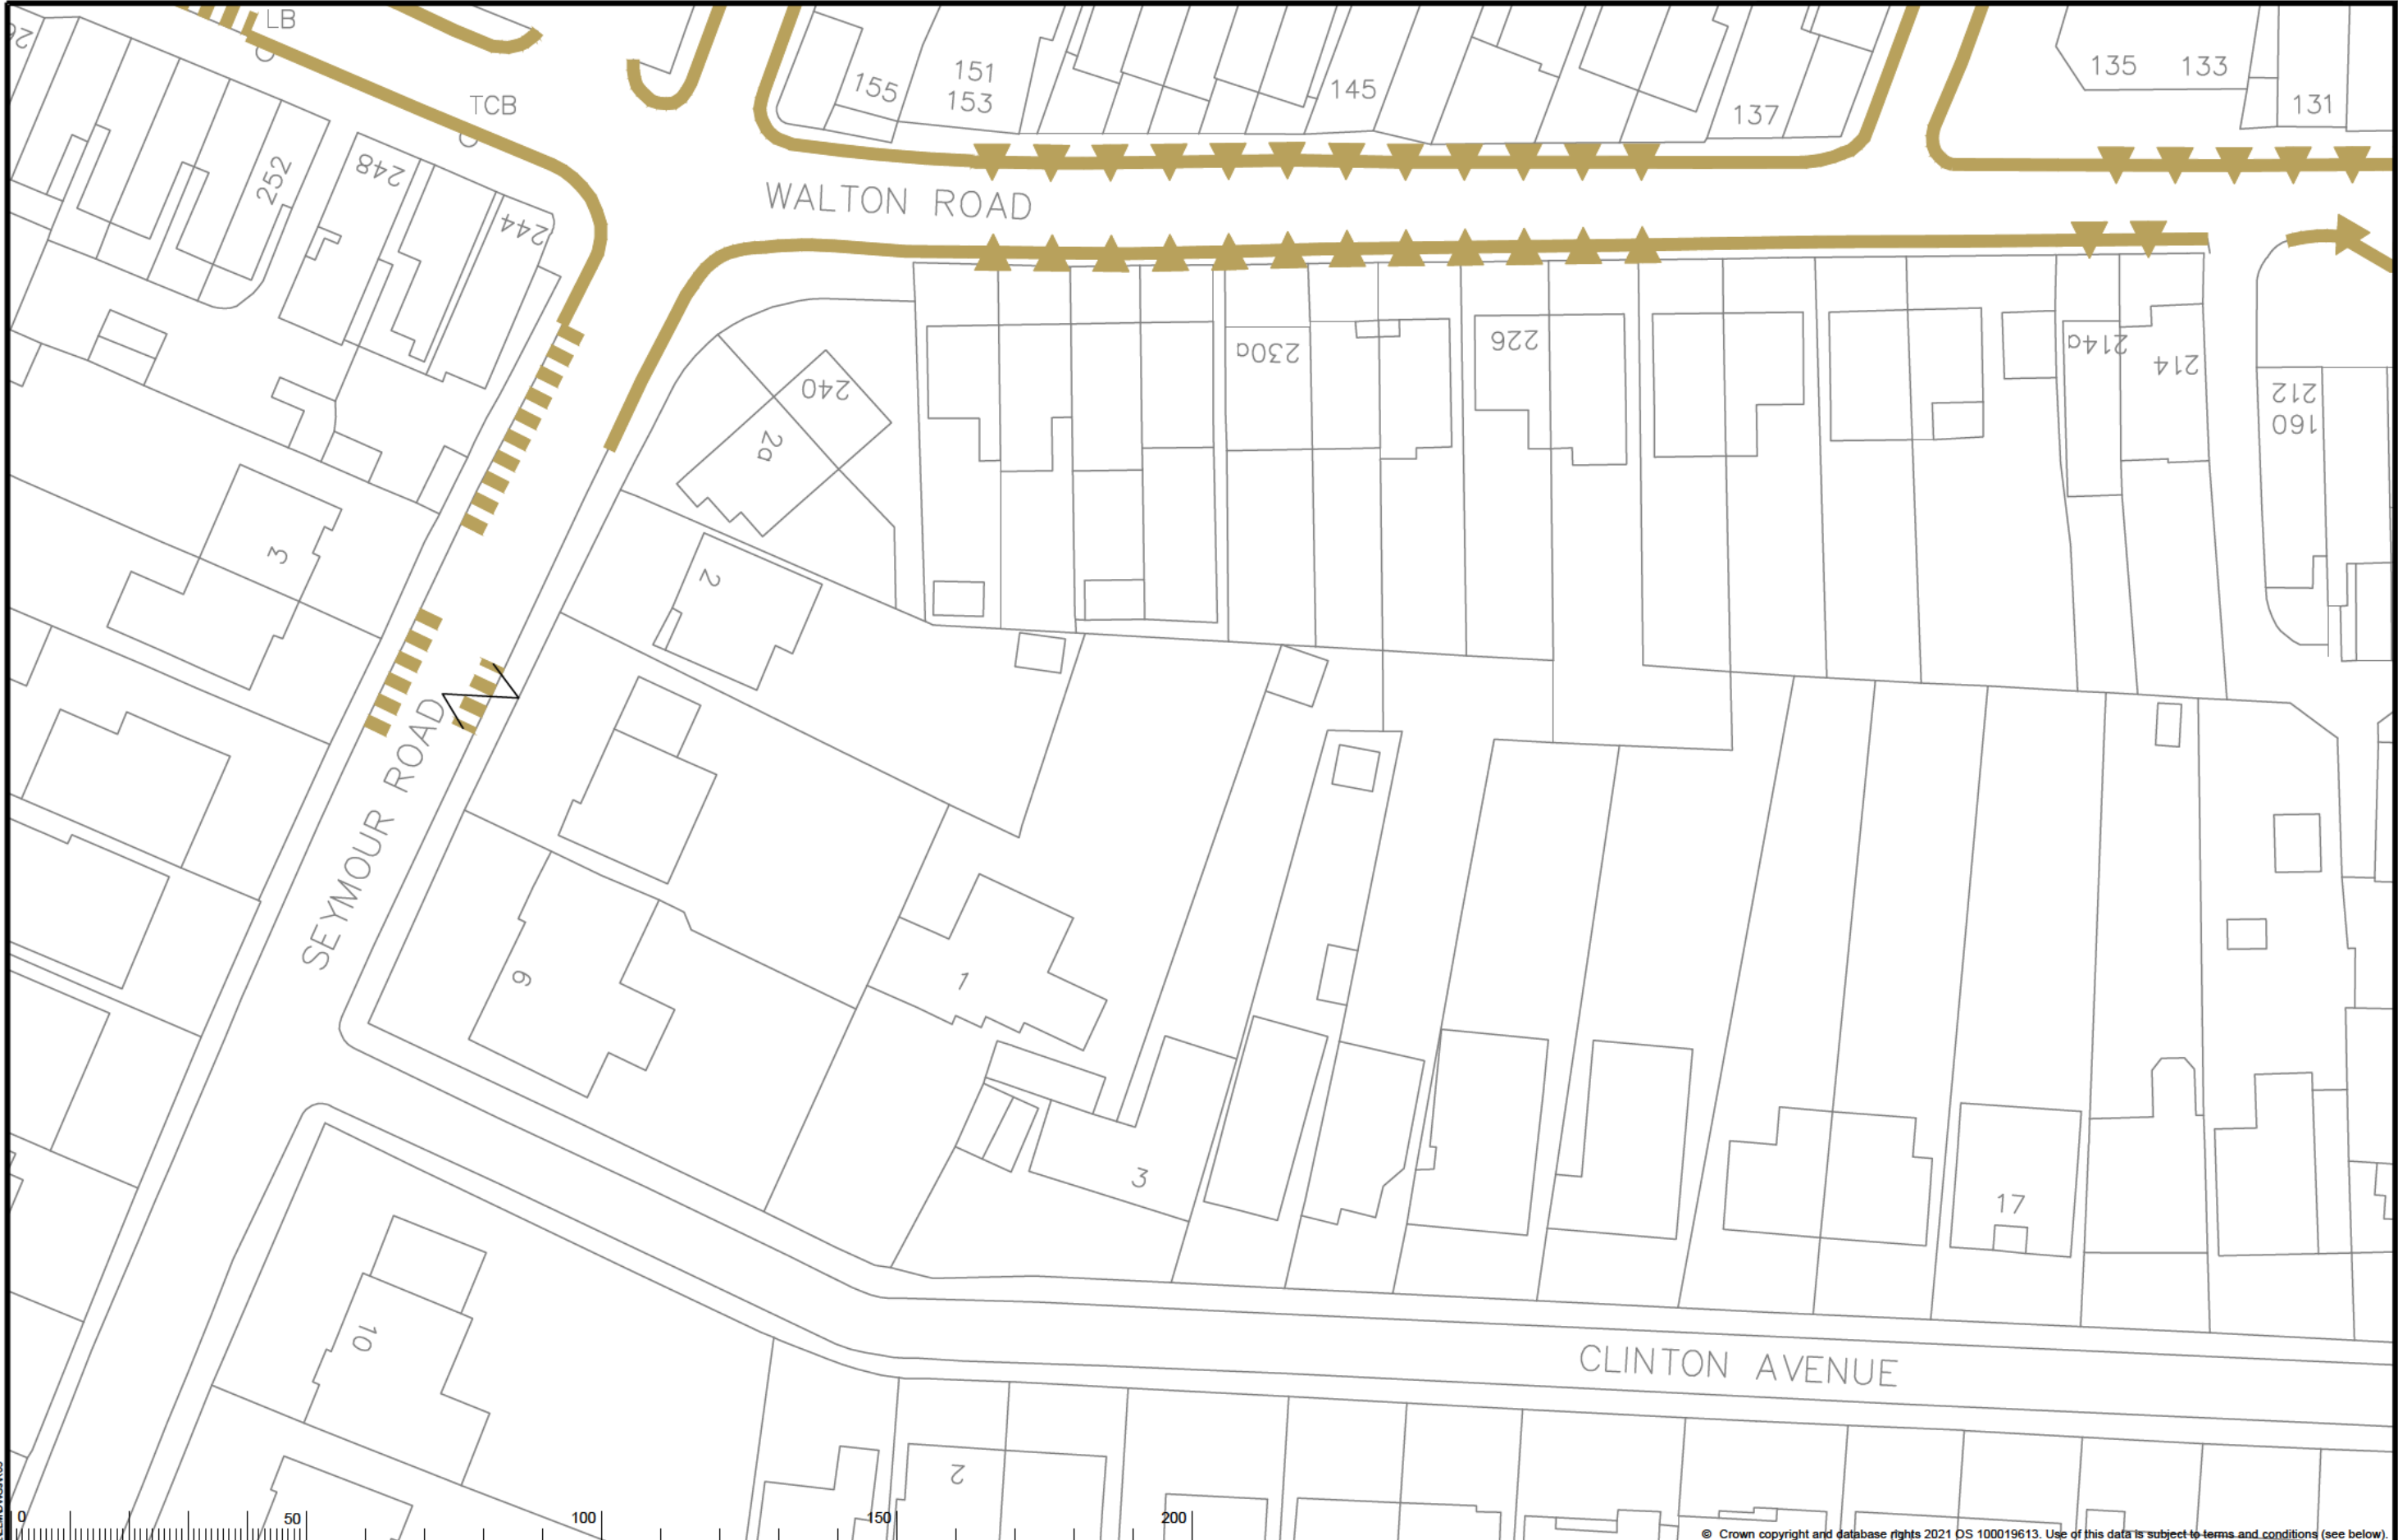 LB
TCB
155
151
153
145
137
135 133
131
252
248
244
WALTON ROAD
240
2a
230a
226
214a
214
212
160
3
2
SEYMOUR ROAD
1
9
3
17
10
CLINTON AVENUE
2
0 50 100 150 200
© Crown copyright and database rights 2021 OS 100019613. Use of this data is subject to terms and conditions (see below).